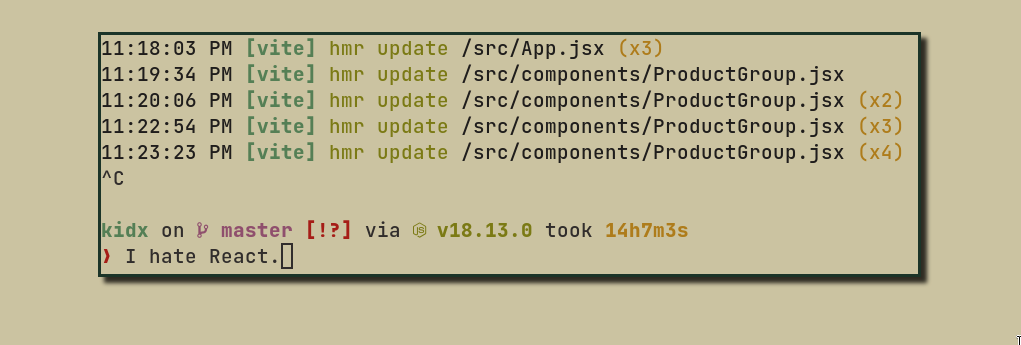 11:18:03 PM [vite] hmr update /src/App.jsx (x3)
11:19:34 PM [vite] hmr update /src/components/ProductGroup.jsx
11:20:06 PM [vite] hmr update /src/components/ProductGroup.jsx (x2)
11:22:54 PM [vite] hmr update /src/components/ProductGroup.jsx (x3)
11:23:23 PM [vite] hmr update /src/components/ProductGroup.jsx (x4)
^C
kidx on master [!?] via v18.13.0 took 14h7m3s
❯ I hate React.